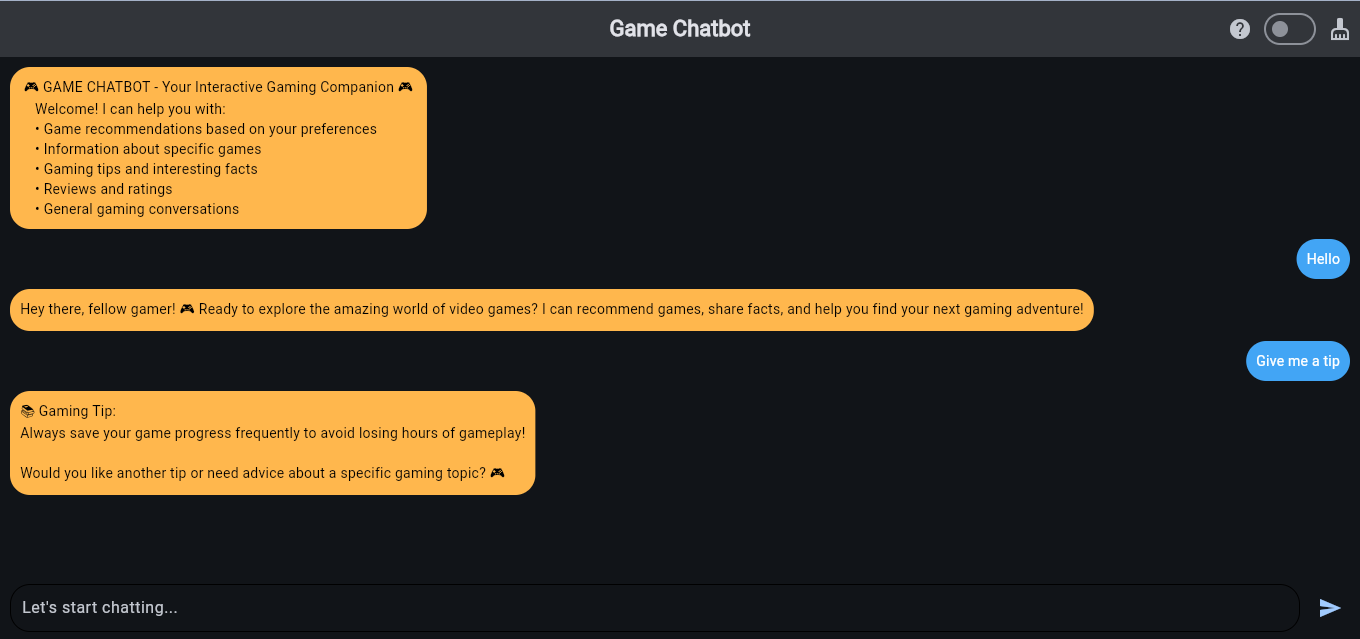 Game Chatbot
🎮 GAME CHATBOT - Your Interactive Gaming Companion 🎮
Welcome! I can help you with:
• Game recommendations based on your preferences
• Information about specific games
• Gaming tips and interesting facts
• Reviews and ratings
• General gaming conversations
Hello
Hey there, fellow gamer! 🎮 Ready to explore the amazing world of video games? I can recommend games, share facts, and help you find your next gaming adventure!
Give me a tip
📚 Gaming Tip:
Always save your game progress frequently to avoid losing hours of gameplay!
Would you like another tip or need advice about a specific gaming topic? 🎮
Let's start chatting...